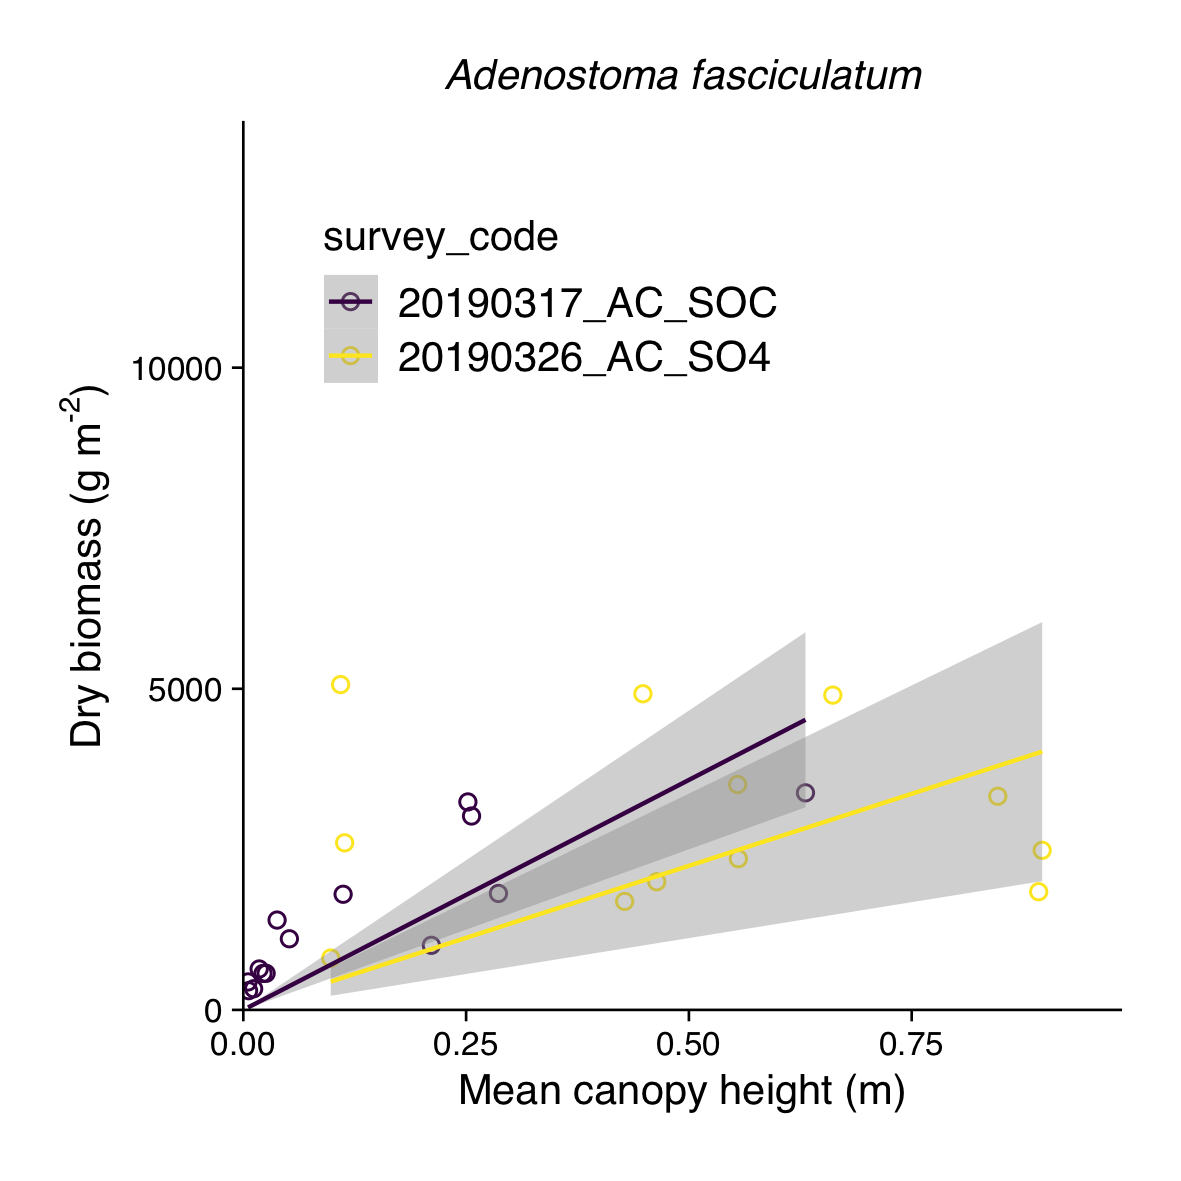 Adenostoma fasciculatum
survey_code
20190317_AC_SOC
20190326_AC_SO4
Dry biomass (g m⁻²)
10000
5000
0
0.00 0.25 0.50 0.75
Mean canopy height (m)